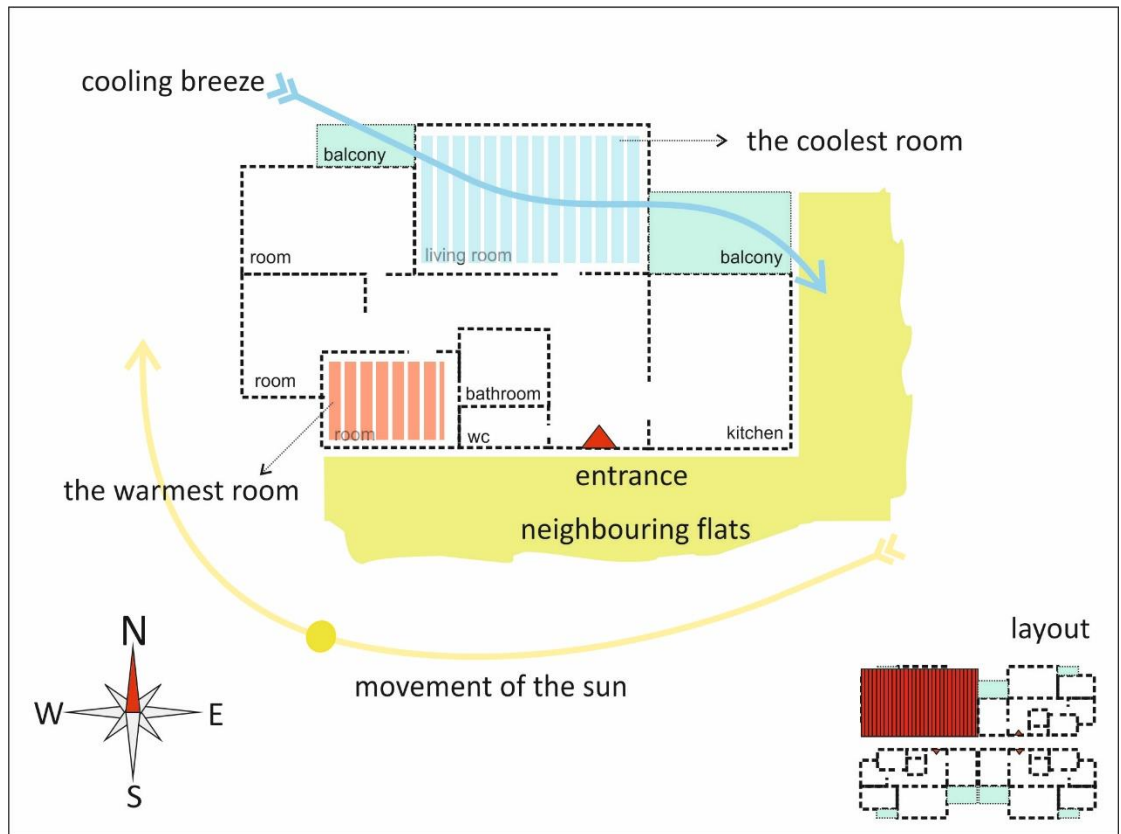 cooling breeze
the coolest room
balcony
room
living room
balcony
room
room
bathroom
wc
kitchen
the warmest room
entrance
neighbouring flats
movement of the sun
N
W
E
S
layout